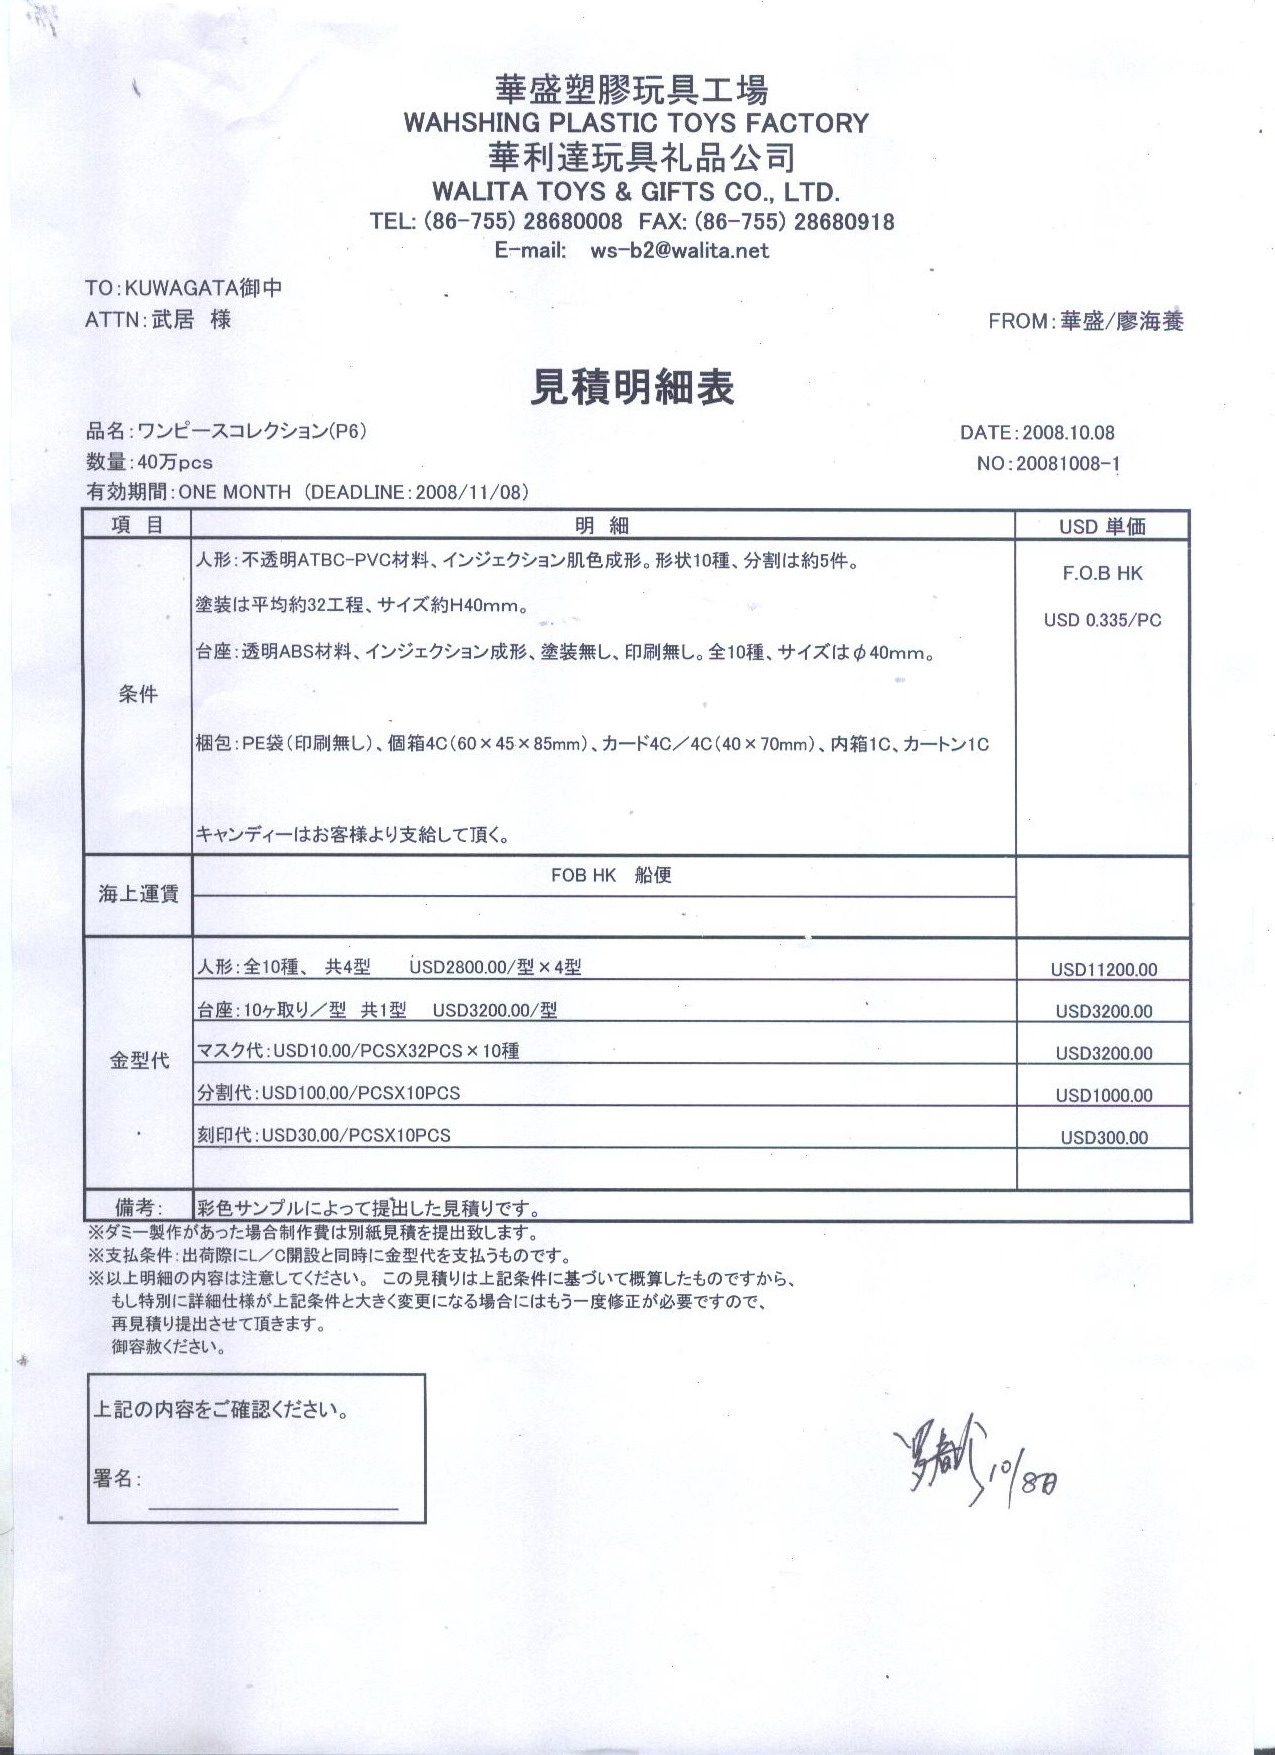 華盛塑膠玩具工場
WAHSHING PLASTIC TOYS FACTORY
華利達玩具礼品公司
WALITA TOYS & GIFTS CO., LTD.
TEL: (86-755) 28680008 FAX: (86-755) 28680918
E-mail: ws-b2@walita.net
TO:KUWAGATA御中
ATTN:武居 様
FROM:華盛/廖海養
見積明細表
品名:ワンピースコレクション(P6)
DATE:2008.10.08
数量:40万pcs
NO:20081008-1
有効期間:ONE MONTH (DEADLINE:2008/11/08)
項 目 明 細 USD 単価
条件
人形:不透明ATBC-PVC材料、インジェクション肌色成形。形状10種、分割は約5件。
F.O.B HK
塗装は平均約32工程、サイズ約H40mm。
USD 0.335/PC
台座:透明ABS材料、インジェクション成形、塗装無し、印刷無し。全10種、サイズはφ40mm。
梱包:PE袋(印刷無し)、個箱4C(60×45×85mm)、カード4C/4C(40×70mm)、内箱1C、カートン1C
キャンディーはお客様より支給して頂く。
海上運賃
FOB HK 船便
金型代
人形:全10種、 共4型 USD2800.00/型×4型 USD11200.00
台座:10ヶ取り/型 共1型 USD3200.00/型 USD3200.00
マスク代:USD10.00/PCSX32PCS×10種 USD3200.00
分割代:USD100.00/PCSX10PCS USD1000.00
刻印代:USD30.00/PCSX10PCS USD300.00
備考: 彩色サンプルによって提出した見積りです。
※ダミー製作があった場合制作費は別紙見積を提出致します。
※支払条件:出荷際にL/C開設と同時に金型代を支払うものです。
※以上明細の内容は注意してください。 この見積りは上記条件に基づいて概算したものですから、
もし特別に詳細仕様が上記条件と大きく変更になる場合にはもう一度修正が必要ですので、
再見積り提出させて頂きます。
御容赦ください。
上記の内容をご確認ください。
署名:
10/8日